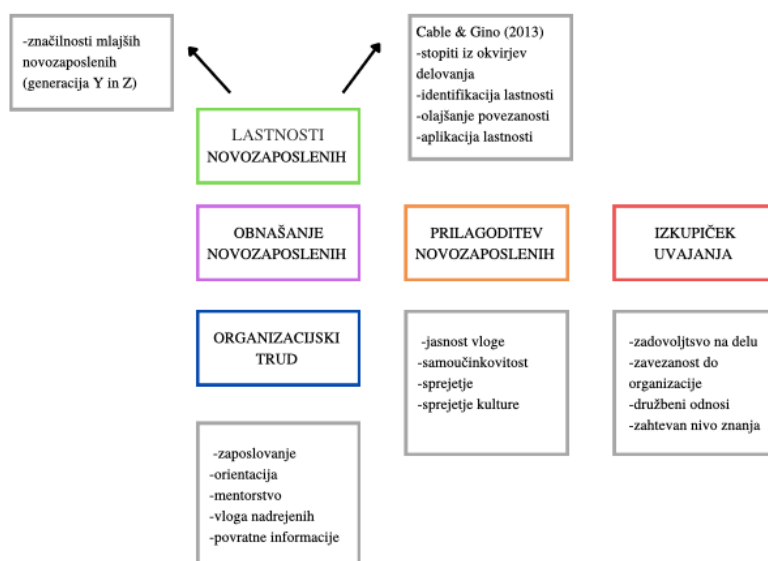 -značilnosti mlajših
novozaposlenih
(generacija Y in Z)
Cable & Gino (2013)
-stopiti iz okvirjev
delovanja
-identifikacija lastnosti
-olajšanje povezanosti
-aplikacija lastnosti
LASTNOSTI
NOVOZAPOSLENIH
OBNAŠANJE
NOVOZAPOSLENIH
PRILAGODITEV
NOVOZAPOSLENIH
IZKUPIČEK
UVAJANJA
ORGANIZACIJSKI
TRUD
-jasnost vloge
-samoučinkovitost
-sprejetje
-sprejetje kulture
-zadovoljtsvo na delu
-zavezanost do
organizacije
-družbeni odnosi
-zahtevan nivo znanja
-zaposlovanje
-orientacija
-mentorstvo
-vloga nadrejenih
-povratne informacije